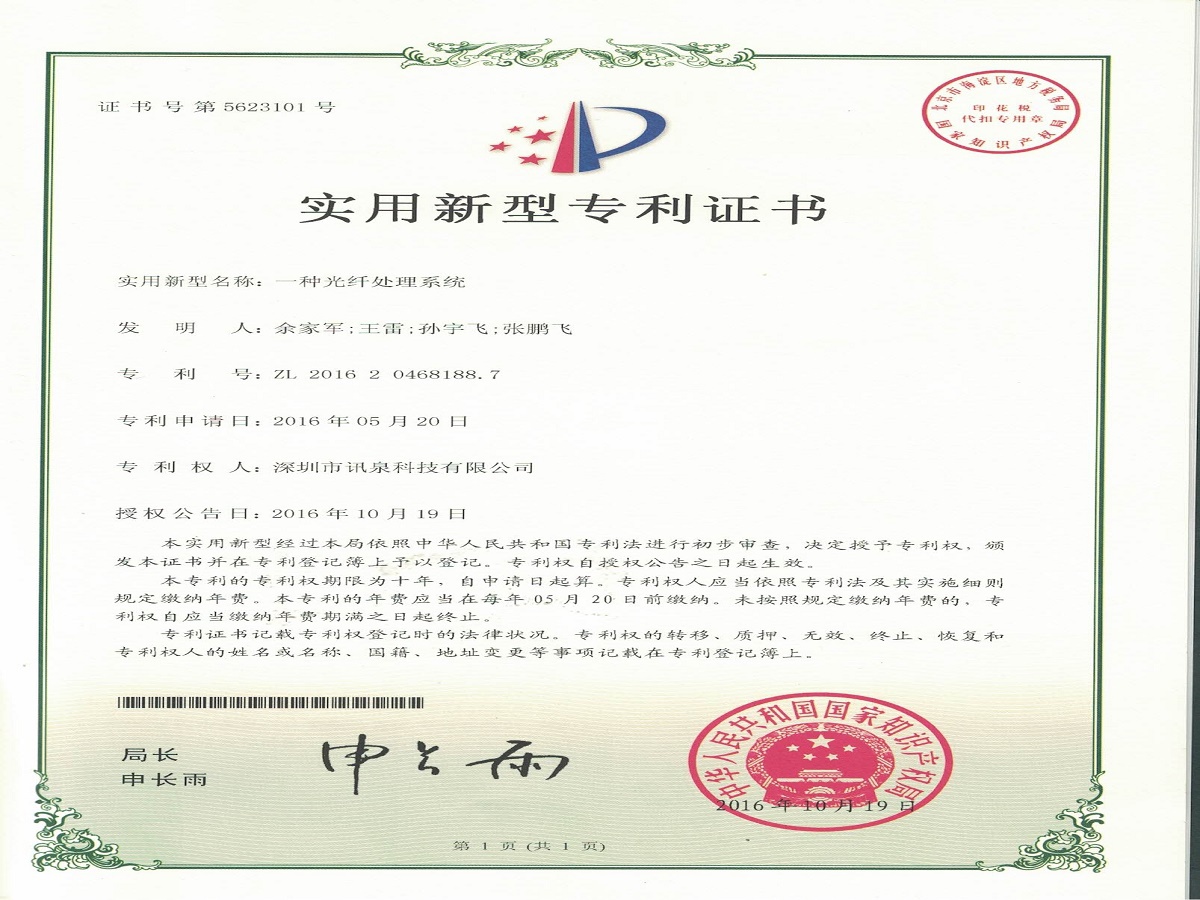 证书号第5623101号
北京市海淀区地方税务局
印花税
代扣专用章
国家知识产权局
实用新型专利证书
实用新型名称：一种光纤处理系统
发明人：余家军;王雷;孙宇飞;张鹏飞
专利号：ZL 2016 2 0468188.7
专利申请日：2016年05月20日
专利权人：深圳市讯泉科技有限公司
授权公告日：2016年10月19日
本实用新型经过本局依照中华人民共和国专利法进行初步审查，决定授予专利权，颁
发本证书并在专利登记簿上予以登记。专利权自授权公告之日起生效。
本专利的专利权期限为十年，自申请日起算。专利权人应当依照专利法及其实施细则
规定缴纳年费。本专利的年费应当在每年05月20日前缴纳。未按照规定缴纳年费的，专
利权自应当缴纳年费期满之日起终止。
专利证书记载专利权登记时的法律状况。专利权的转移、质押、无效、终止、恢复和
专利权人的姓名或名称、国籍、地址变更等事项记载在专利登记簿上。
局长
申长雨
申长雨
中华人民共和国国家知识产权局
2016年10月19日
第1页(共1页)